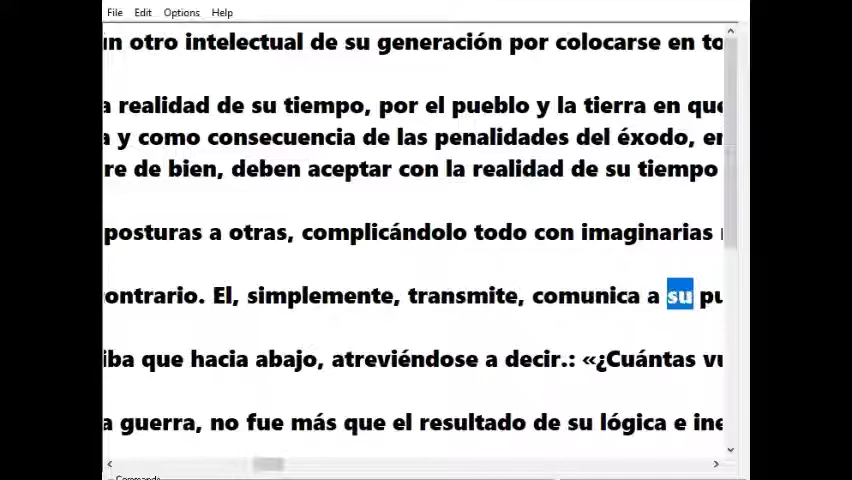 File Edit Options Help
ún otro intelectual de su generación por colocarse en to
a realidad de su tiempo, por el pueblo y la tierra en que
a y como consecuencia de las penalidades del éxodo, en
re de bien, deben aceptar con la realidad de su tiempo
posturas a otras, complicándolo todo con imaginarias
contrario. El, simplemente, transmite, comunica a su pu
iba que hacia abajo, atreviéndose a decir.: «¿Cuántas vu
a guerra, no fue más que el resultado de su lógica e ine